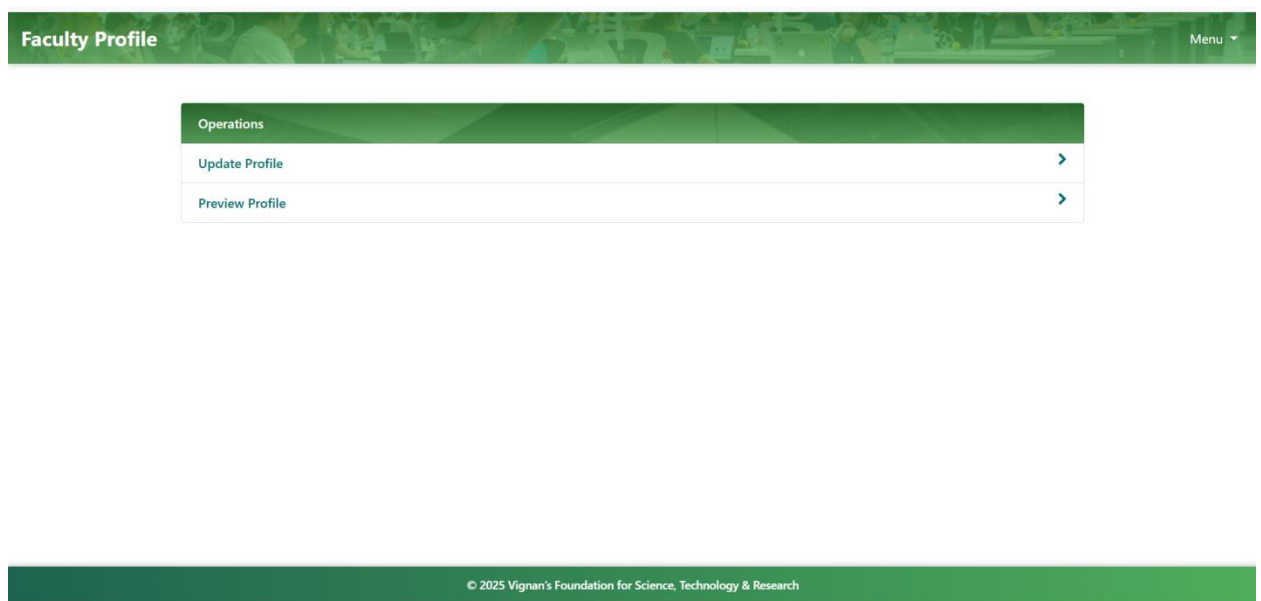 Faculty Profile
Menu
Operations
Update Profile
Preview Profile
© 2025 Vignan's Foundation for Science, Technology & Research